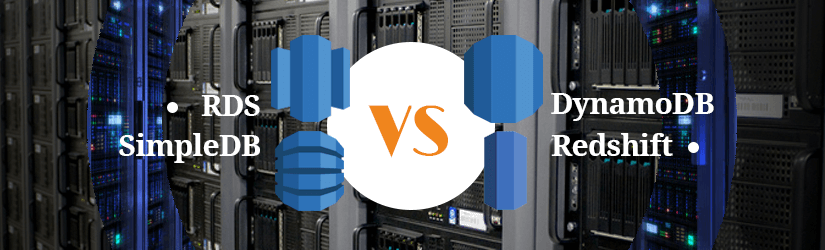 RDS
SimpleDB
VS
DynamoDB
Redshift